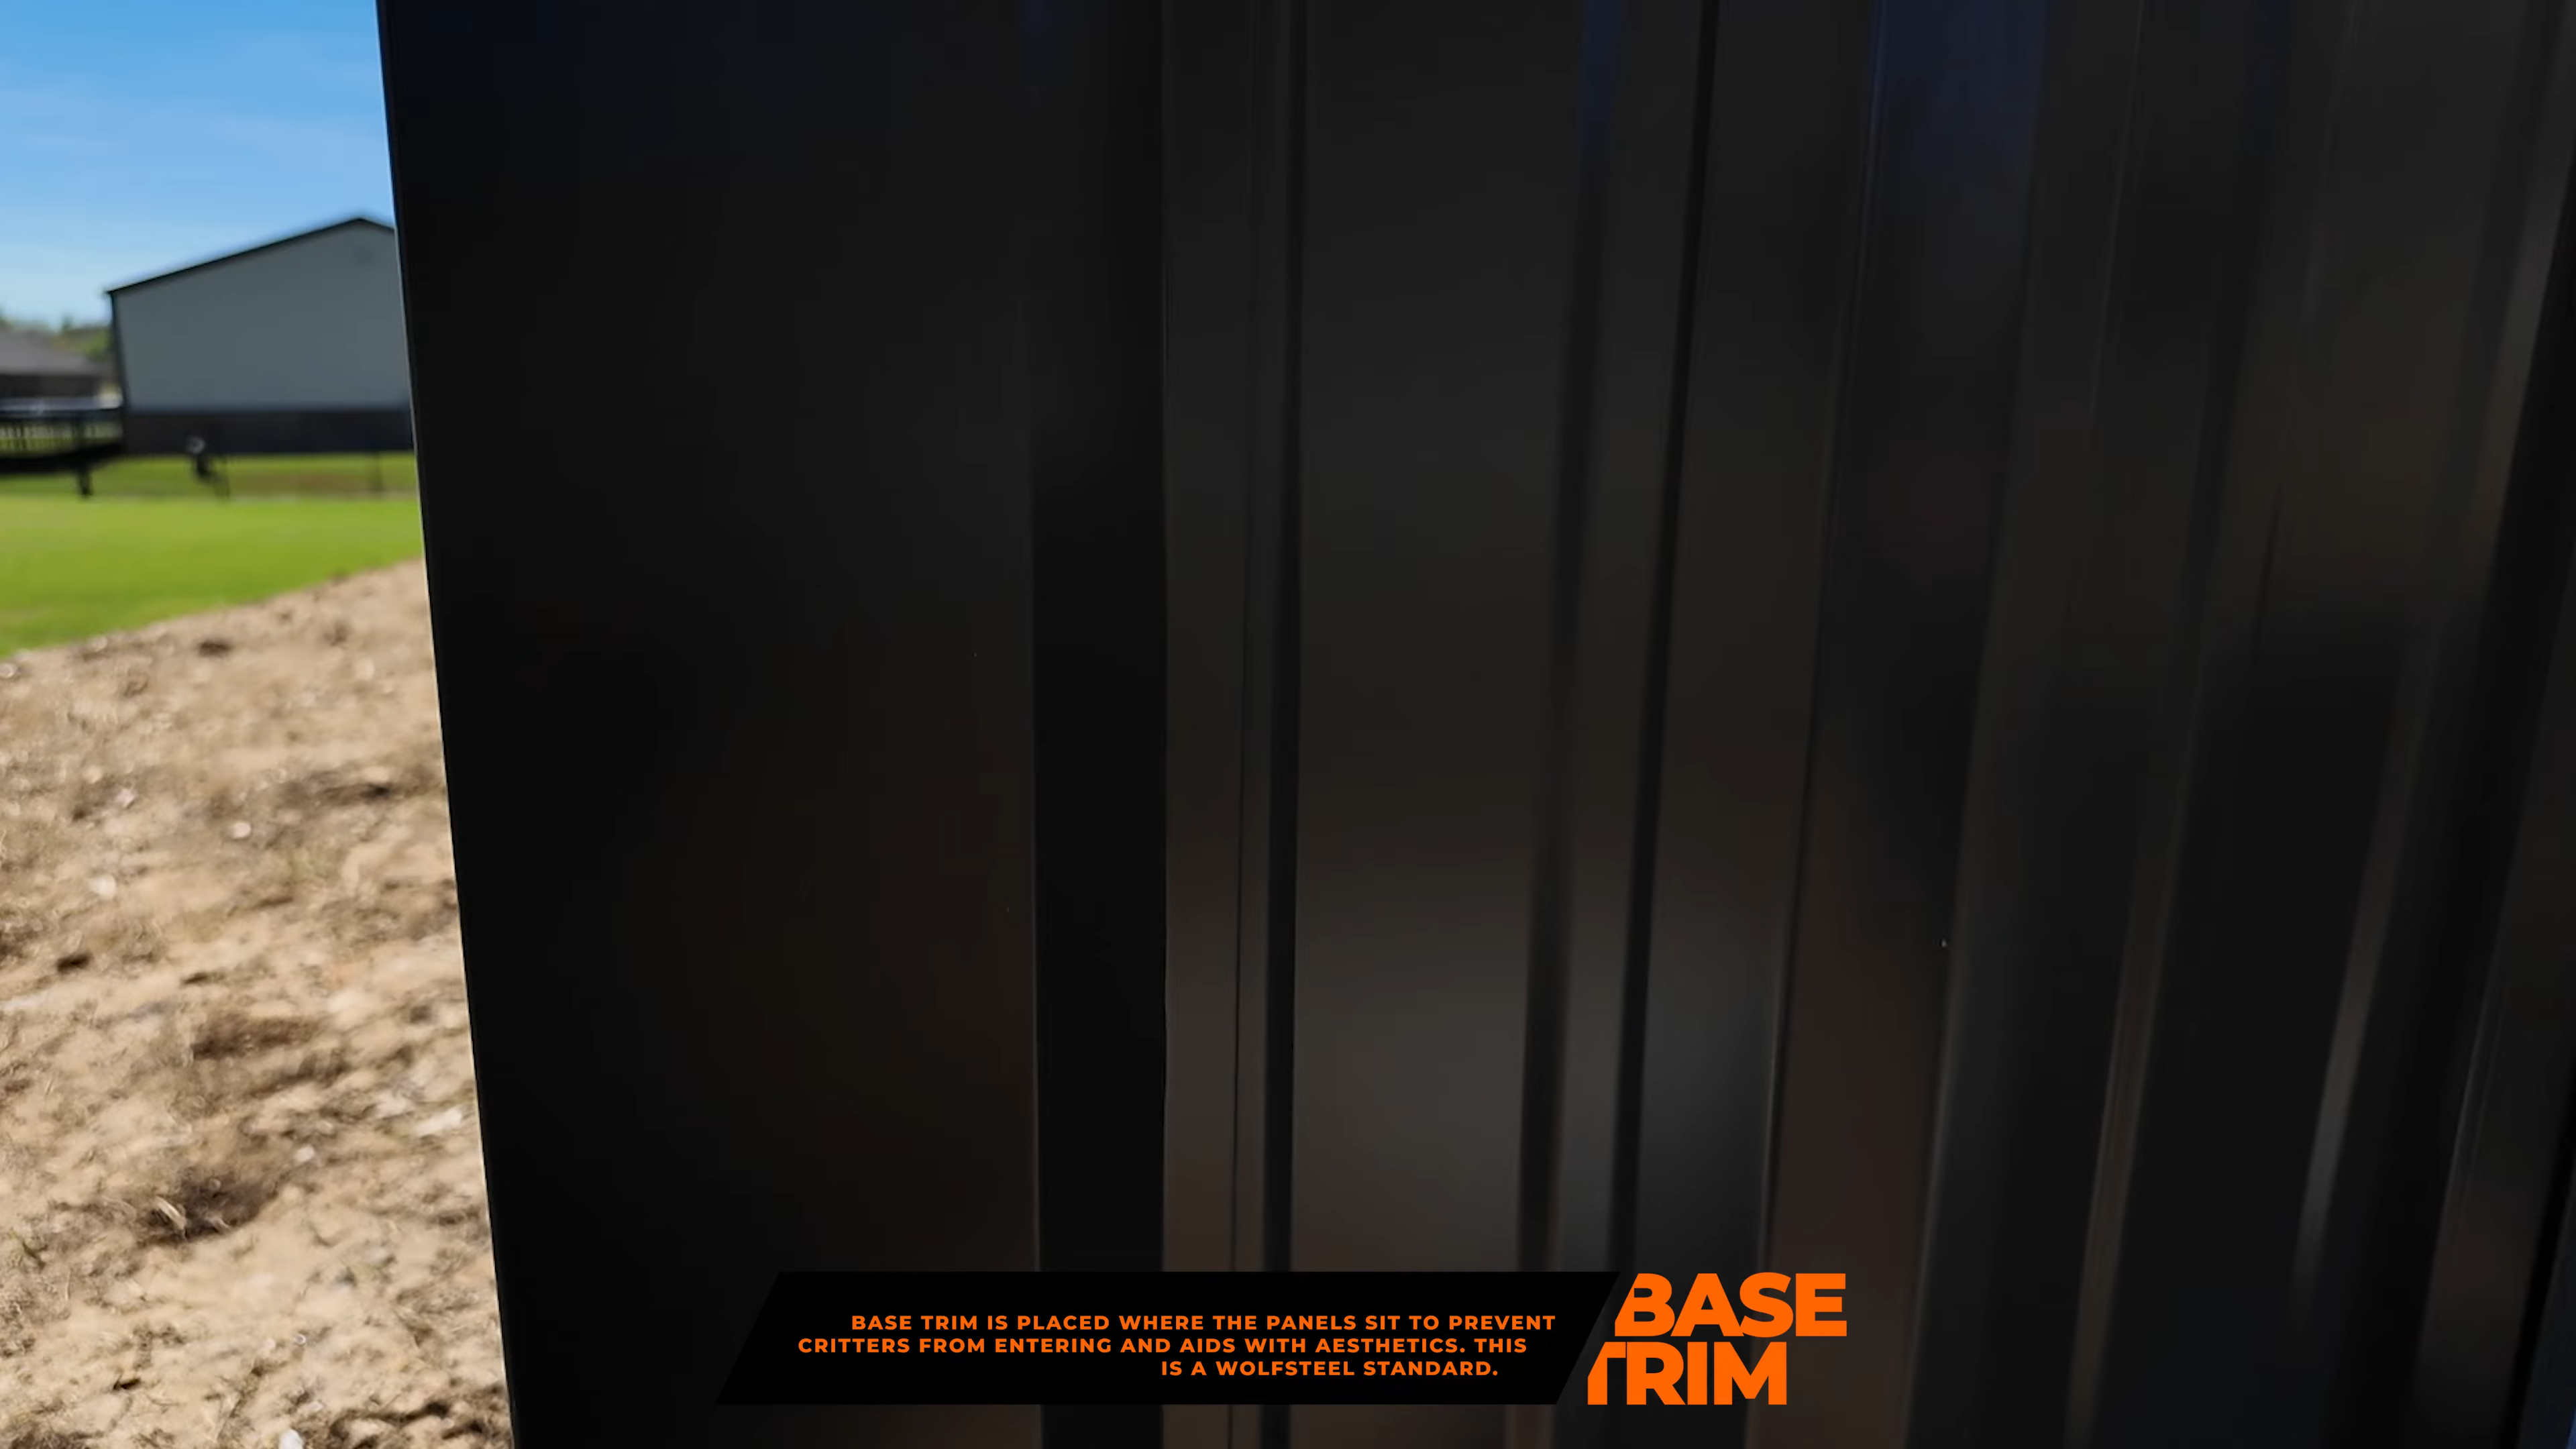 BASE TRIM IS PLACED WHERE THE PANELS SIT TO PREVENT
CRITTERS FROM ENTERING AND AIDS WITH AESTHETICS. THIS
IS A WOLFSTEEL STANDARD.
BASE
TRIM